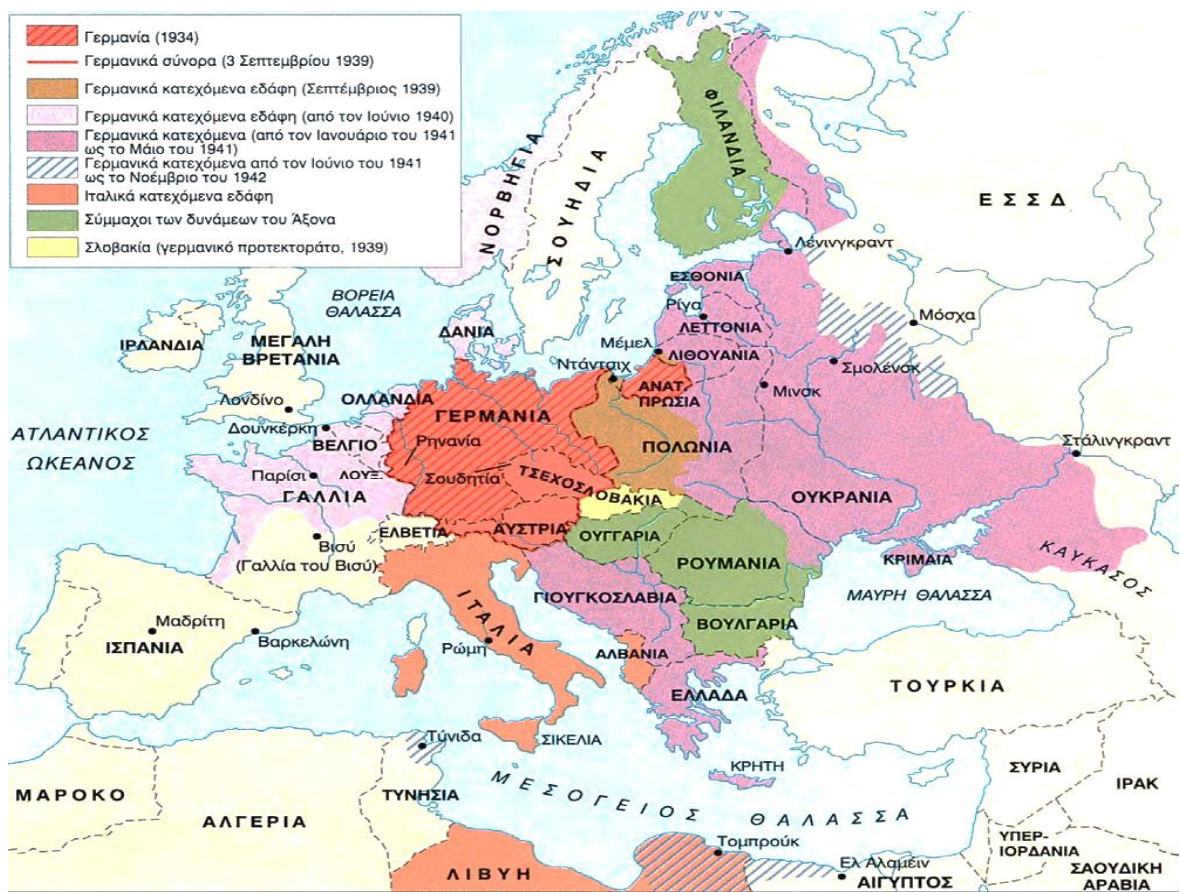 Γερμανία (1934)
Γερμανικά σύνορα (3 Σεπτεμβρίου 1939)
Γερμανικά κατεχόμενα εδάφη (Σεπτέμβριος 1939)
Γερμανικά κατεχόμενα εδάφη (από τον Ιούνιο 1940)
Γερμανικά κατεχόμενα (από τον Ιανουάριο του 1941
ως το Μάιο του 1941)
Γερμανικά κατεχόμενα από τον Ιούνιο του 1941
ως το Νοέμβριο του 1942
Ιταλικά κατεχόμενα εδάφη
Σύμμαχοι των δυνάμεων του Άξονα
Σλοβακία (γερμανικό προτεκτοράτο, 1939)
ΝΟΡΒΗΓΙΑ
ΣΟΥΗΔΙΑ
ΦΙΛΑΝΔΙΑ
ΕΣΣΔ
Λένινγκραντ
ΕΣΘΟΝΙΑ
ΒΟΡΕΙΑ
ΘΑΛΑΣΣΑ
Ρίγα
ΛΕΤΤΟΝΙΑ
Μόσχα
ΙΡΛΑΝΔΙΑ
ΜΕΓΑΛΗ
ΒΡΕΤΑΝΙΑ
ΔΑΝΙΑ
Μέμελ
ΛΙΘΟΥΑΝΙΑ
Ντάντσιχ
Σμολένσκ
ΑΝΑΤ.
ΠΡΩΣΙΑ
Μινσκ
Λονδίνο
ΟΛΛΑΝΔΙΑ
ΓΕΡΜΑΝΙΑ
Δουνκέρκη
ΒΕΛΓΙΟ
Ρηνανία
ΠΟΛΩΝΙΑ
Στάλινγκραντ
ΑΤΛΑΝΤΙΚΟΣ
ΩΚΕΑΝΟΣ
Παρίσι
ΛΟΥΞ.
Σουδητία
ΤΣΕΧΟΣΛΟΒΑΚΙΑ
ΓΑΛΛΙΑ
ΟΥΚΡΑΝΙΑ
ΕΛΒΕΤΙΑ
ΑΥΣΤΡΙΑ
ΟΥΓΓΑΡΙΑ
Βισύ
(Γαλλία του Βισύ)
ΡΟΥΜΑΝΙΑ
ΚΡΙΜΑΙΑ
ΚΑΥΚΑΣΟΣ
ΙΤΑΛΙΑ
ΓΙΟΥΓΚΟΣΛΑΒΙΑ
ΜΑΥΡΗ ΘΑΛΑΣΣΑ
Μαδρίτη
ΙΣΠΑΝΙΑ
Βαρκελώνη
Ρώμη
ΒΟΥΛΓΑΡΙΑ
ΑΛΒΑΝΙΑ
ΕΛΛΑΔΑ
ΤΟΥΡΚΙΑ
Τύνιδα
ΣΙΚΕΛΙΑ
ΚΡΗΤΗ
ΜΕΣΟΓΕΙΟΣ ΘΑΛΑΣΣΑ
ΣΥΡΙΑ
ΙΡΑΚ
ΜΑΡΟΚΟ
ΑΛΓΕΡΙΑ
ΤΥΝΗΣΙΑ
Τομπρούκ
ΥΠΕΡ-
ΙΟΡΔΑΝΙΑ
ΛΙΒΥΗ
Ελ Αλαμέιν
ΑΙΓΥΠΤΟΣ
ΣΑΟΥΔΙΚΗ
ΑΡΑΒΙΑ